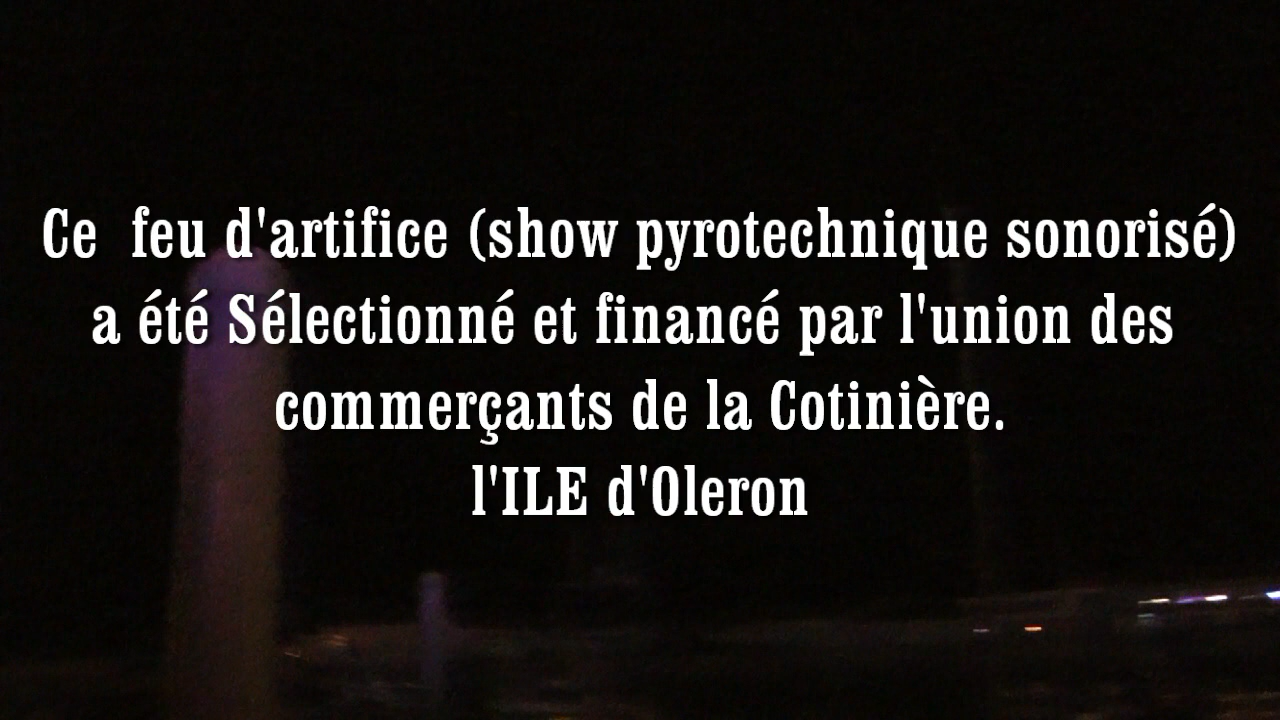 Ce  feu d'artifice (show pyrotechnique sonorisé)
a été Sélectionné et financé par l'union des
commerçants de la Cotinière.
l'ILE d'Oleron